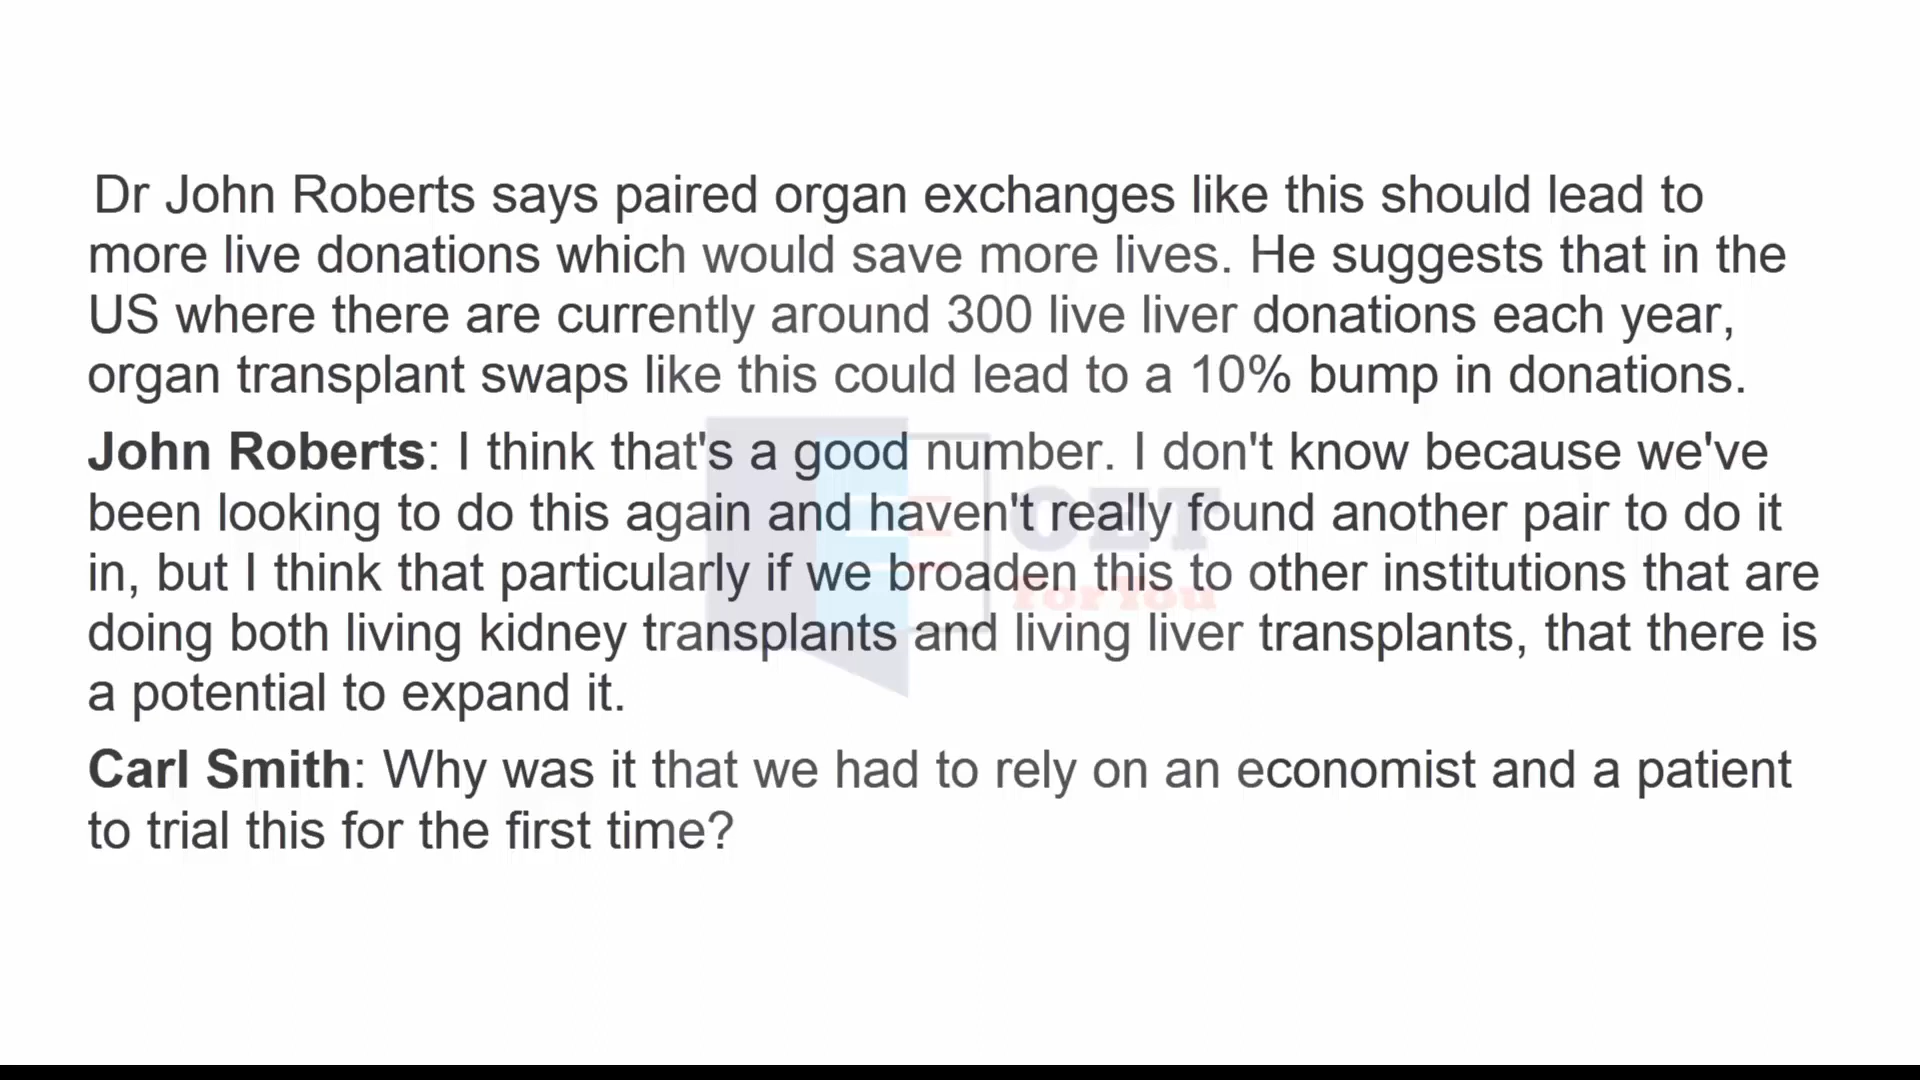 Dr John Roberts says paired organ exchanges like this should lead to
more live donations which would save more lives. He suggests that in the
US where there are currently around 300 live liver donations each year,
organ transplant swaps like this could lead to a 10% bump in donations.
John Roberts: I think that's a good number. I don't know because we've
been looking to do this again and haven't really found another pair to do it
in, but I think that particularly if we broaden this to other institutions that are
doing both living kidney transplants and living liver transplants, that there is
a potential to expand it.
Carl Smith: Why was it that we had to rely on an economist and a patient
to trial this for the first time?
OET
For You